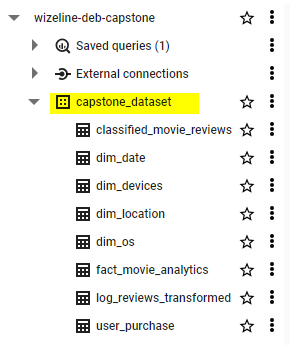 wizeline-deb-capstone
Saved queries (1)
External connections
capstone_dataset
classified_movie_reviews
dim_date
dim_devices
dim_location
dim_os
fact_movie_analytics
log_reviews_transformed
user_purchase